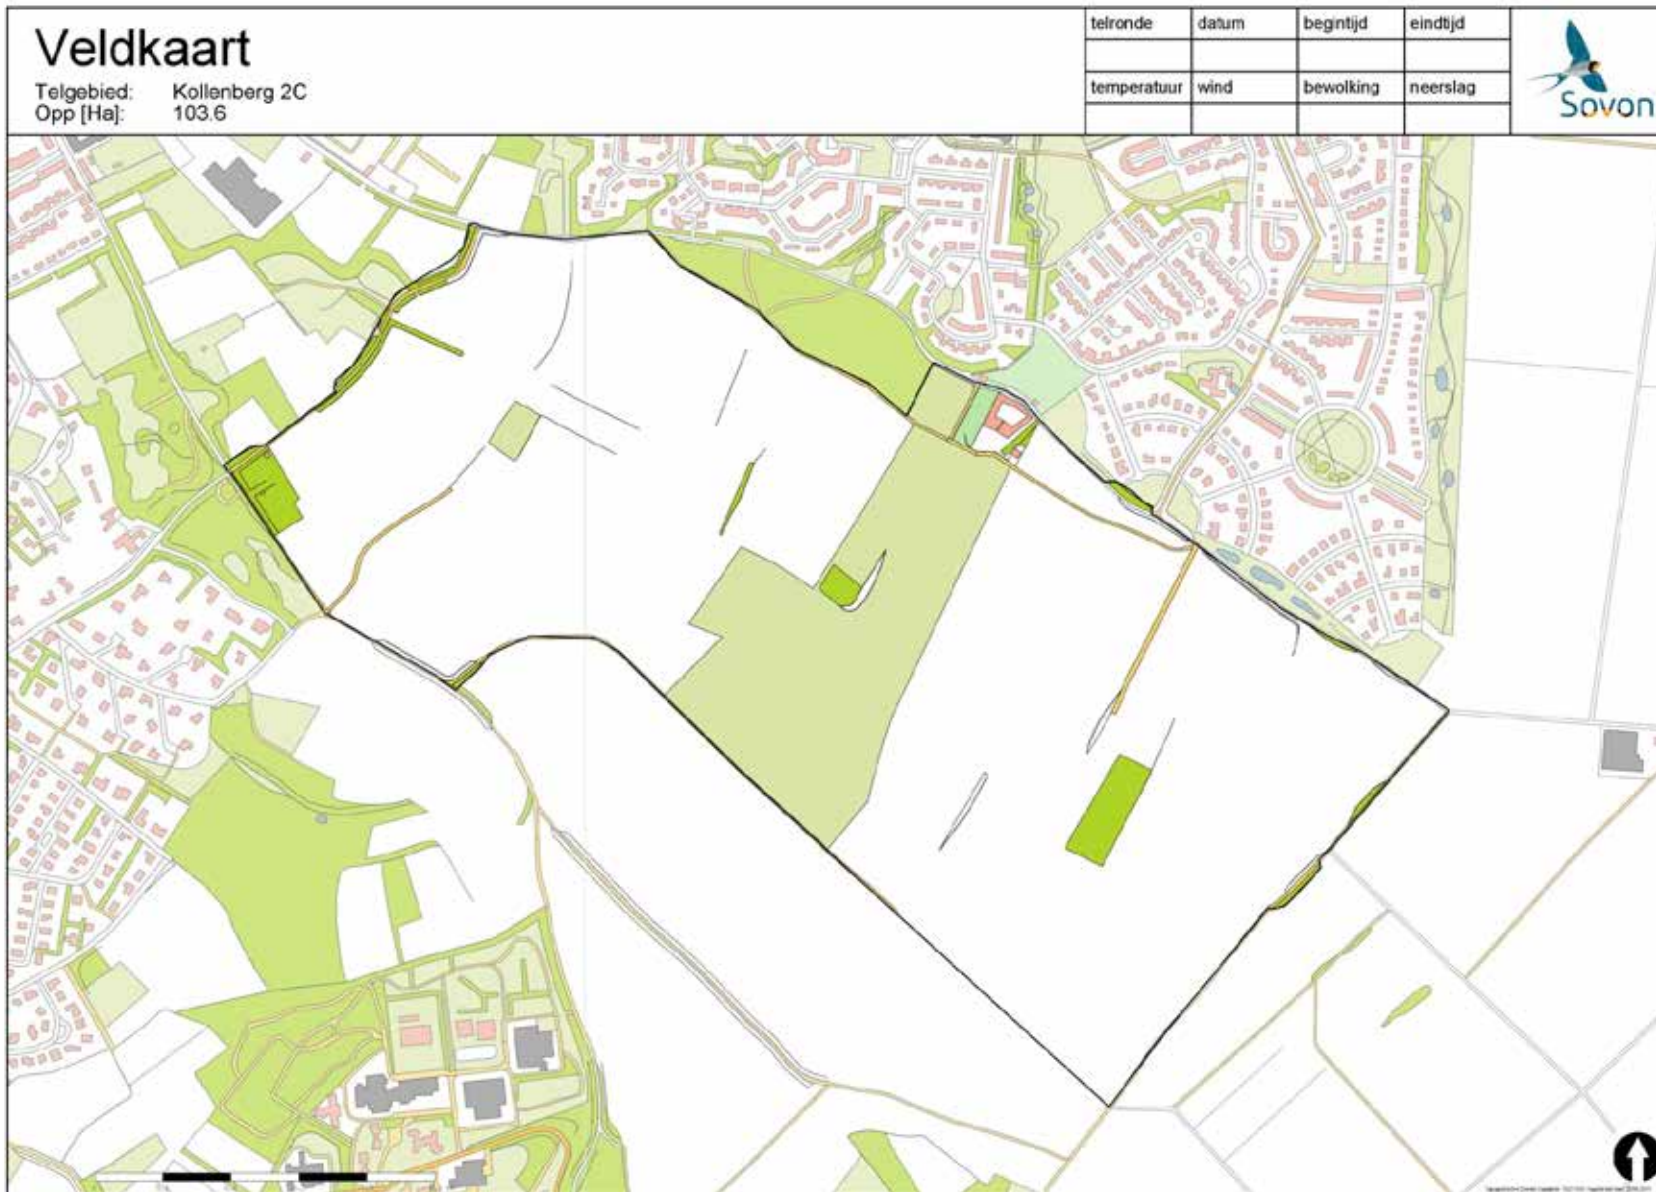 Veldkaart
Telgebied: Kollenberg 2C
Opp [Ha]: 103.6
telronde datum begintijd eindtijd
temperatuur wind bewolking neerslag
Sovon